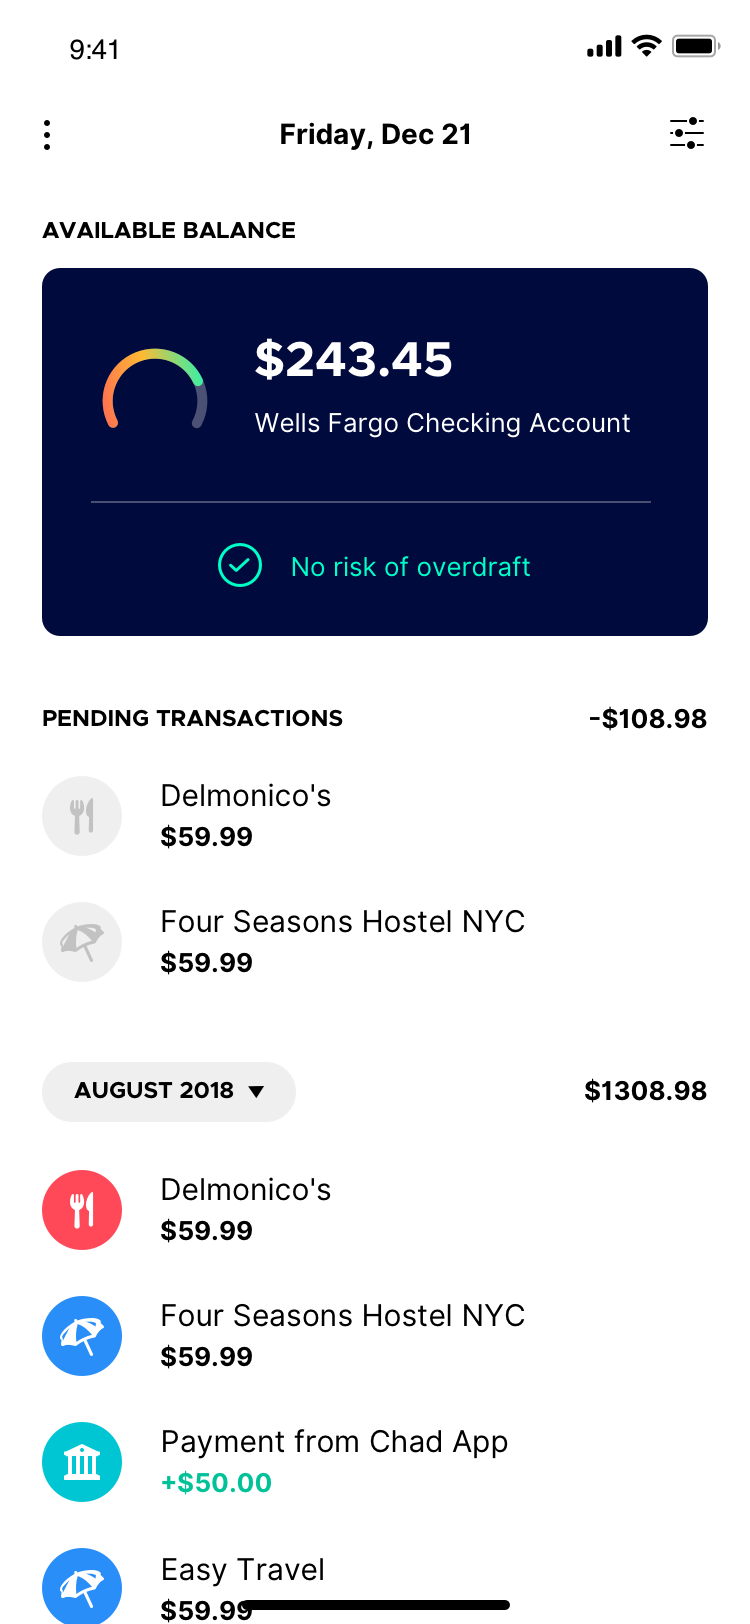 9:41
Friday, Dec 21
AVAILABLE BALANCE
$243.45
Wells Fargo Checking Account
No risk of overdraft
PENDING TRANSACTIONS
-$108.98
Delmonico's
$59.99
Four Seasons Hostel NYC
$59.99
AUGUST 2018
$1308.98
Delmonico's
$59.99
Four Seasons Hostel NYC
$59.99
Payment from Chad App
+$50.00
Easy Travel
$59.99